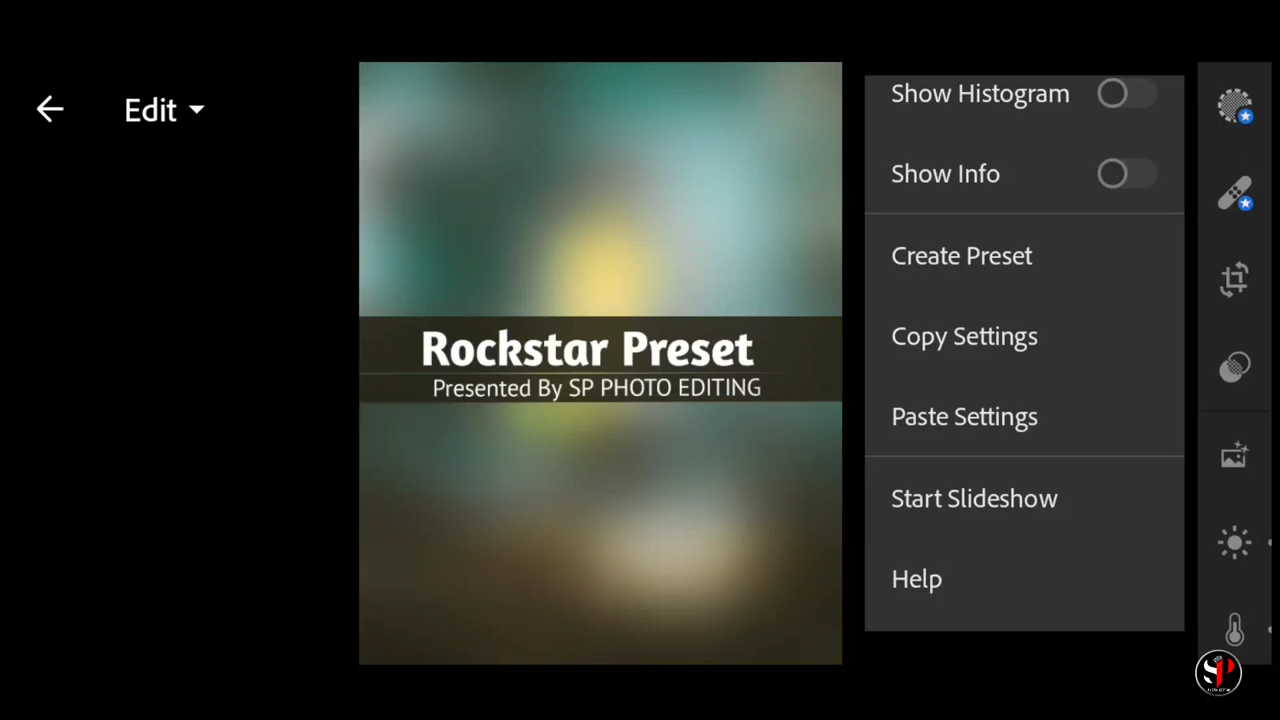 Edit
Rockstar Preset
Presented By SP PHOTO EDITING
Show Histogram
Show Info
Create Preset
Copy Settings
Paste Settings
Start Slideshow
Help
SP